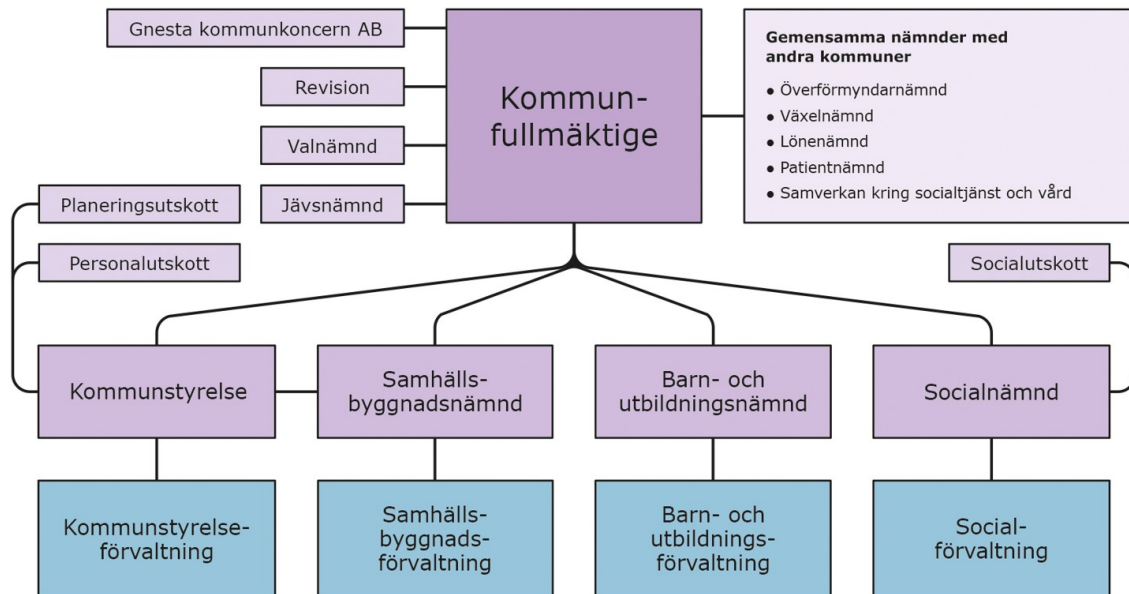 Gnesta kommunkoncern AB
Revision
Valnämnd
Jävsnämnd
Kommun-
fullmäktige
Gemensamma nämnder med
andra kommuner
● Överförmyndarnämnd
● Växelnämnd
● Lönenämnd
● Patientnämnd
● Samverkan kring socialtjänst och vård
Planeringsutskott
Personalutskott
Socialutskott
Kommunstyrelse
Samhälls-
byggnadsnämnd
Barn- och
utbildningsnämnd
Socialnämnd
Kommunstyrelse-
förvaltning
Samhälls-
byggnads-
förvaltning
Barn- och
utbildnings-
förvaltning
Social-
förvaltning